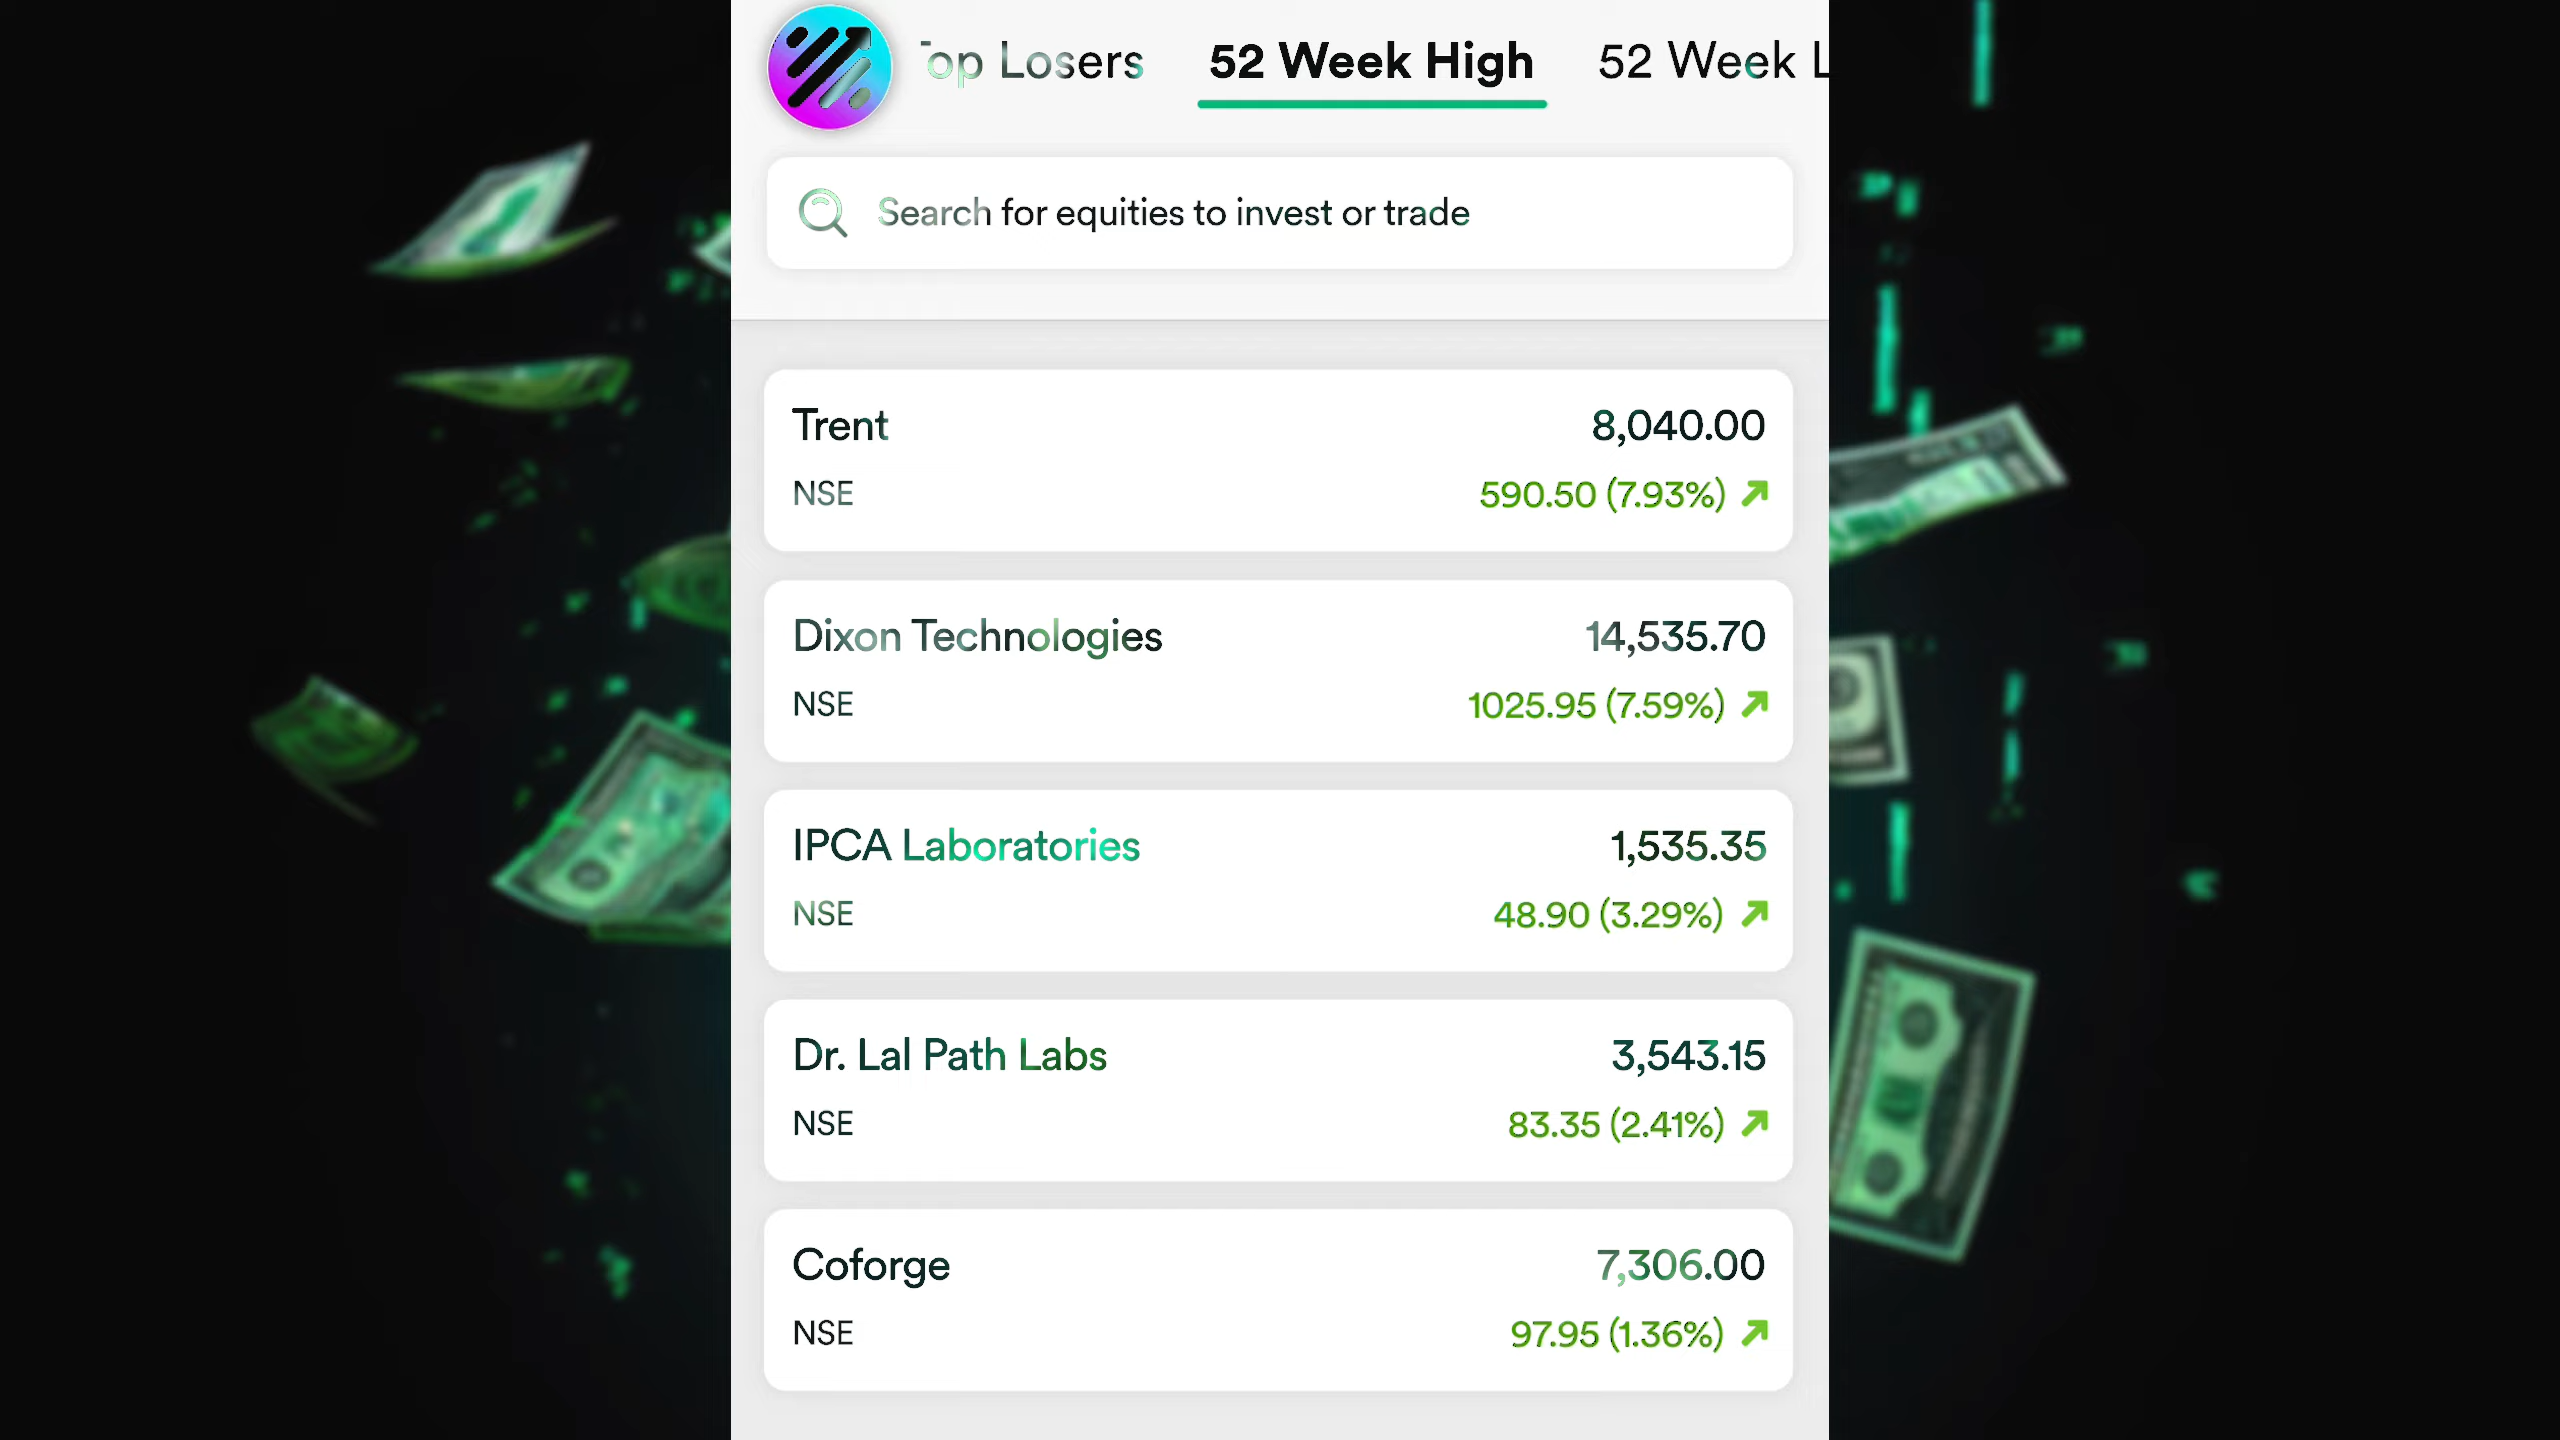 Top Losers 52 Week High 52 Week L
Search for equities to invest or trade
Trent 8,040.00
NSE 590.50 (7.93%)
Dixon Technologies 14,535.70
NSE 1025.95 (7.59%)
IPCA Laboratories 1,535.35
NSE 48.90 (3.29%)
Dr. Lal Path Labs 3,543.15
NSE 83.35 (2.41%)
Coforge 7,306.00
NSE 97.95 (1.36%)